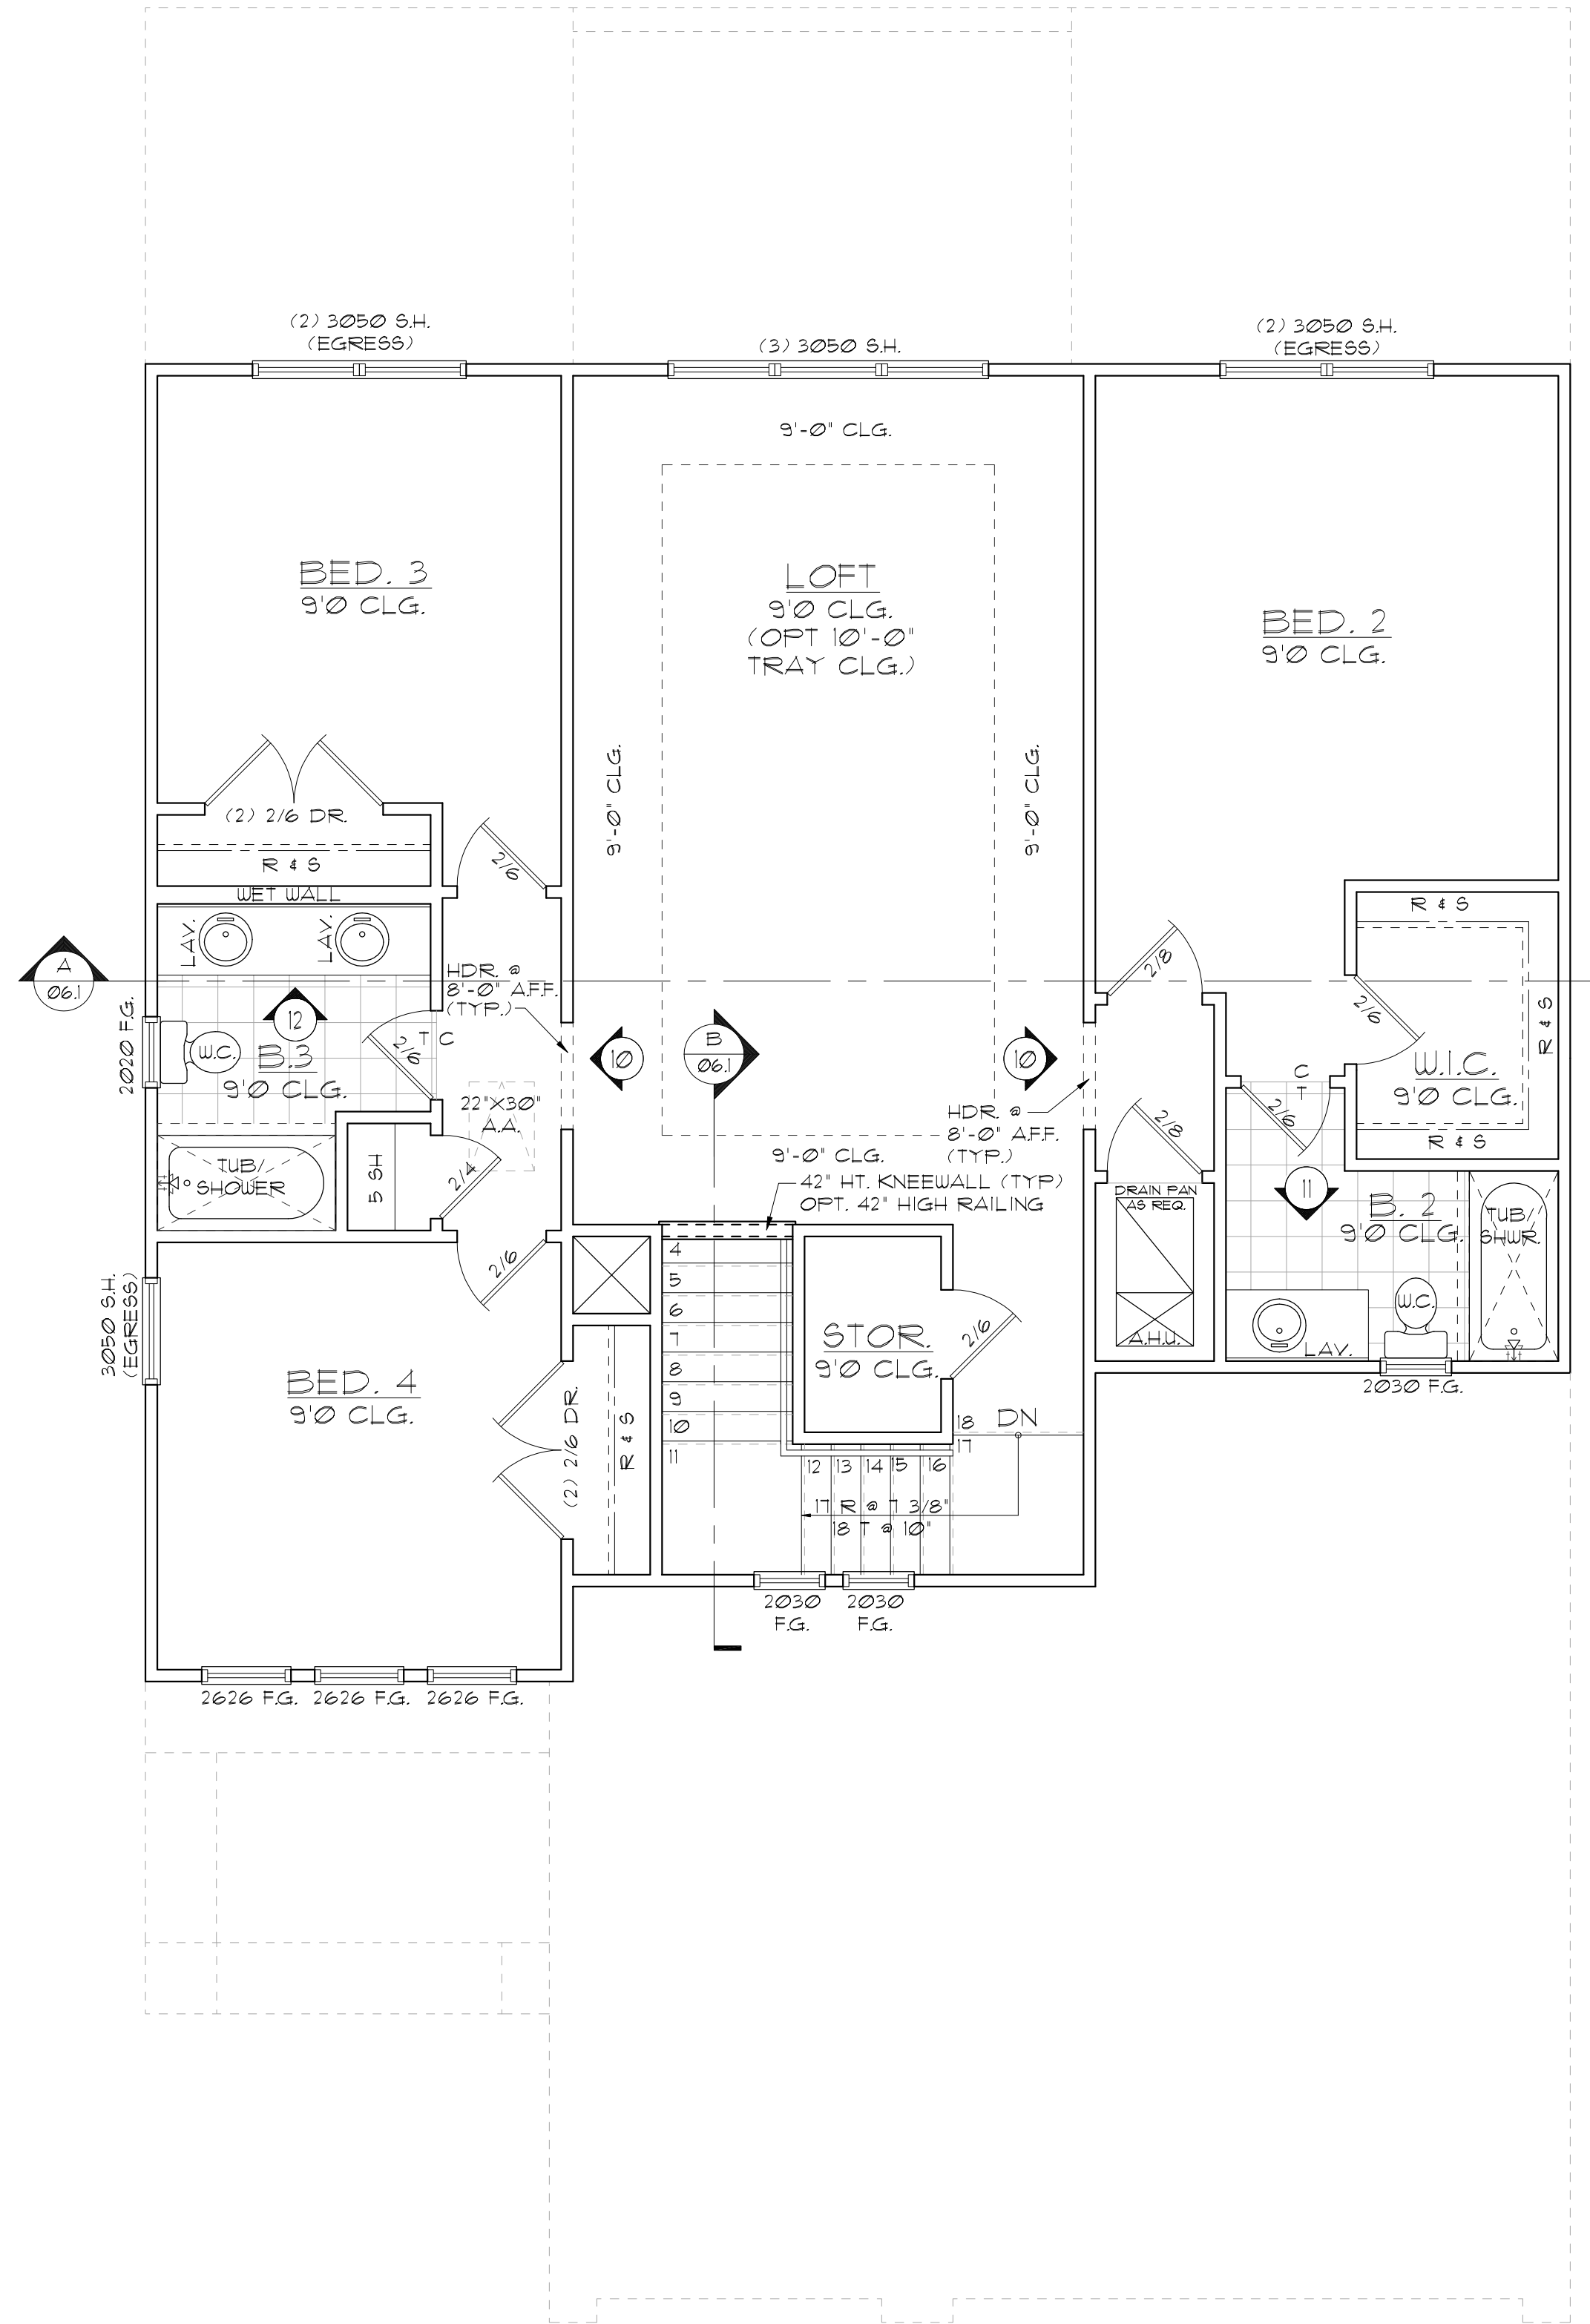 (2) 3050 S.H.
(EGRESS)
(3) 3050 S.H.
(2) 3050 S.H.
(EGRESS)
9'-0" CLG.
BED. 3
9'0 CLG.
LOFT
9'0 CLG.
(OPT 10'-0"
TRAY CLG.)
BED. 2
9'0 CLG.
9'-0" CLG.
9'-0" CLG.
(2) 2/6 DR.
R & S
2/6
WET WALL
LAV.
LAV.
R & S
R & S
A
06.1
HDR. @
8'-0" A.F.F.
(TYP.)
2/8
2/6
2020 F.G.
12
W.C.
B.3
9'0 CLG.
T C
2/6
10
B
06.1
10
W.I.C.
9'0 CLG.
C
T
2/6
22"X30"
A.A.
HDR. @
8'-0" A.F.F.
(TYP.)
2/8
R & S
9'-0" CLG.
42" HT. KNEEWALL (TYP)
OPT. 42" HIGH RAILING
TUB/
SHOWER
5 SH
2/4
DRAIN PAN
AS REQ.
11
B. 2
9'0 CLG.
TUB/
SHWR.
2/6
3050 S.H.
(EGRESS)
4
5
6
7
8
9
10
11
STOR.
9'0 CLG.
2/6
A.H.U.
W.C.
LAV.
2030 F.G.
BED. 4
9'0 CLG.
(2) 2/6 DR.
R & S
18
17
DN
12 13 14 15 16
17 R @ 7 3/8"
18 T @ 10"
2030
F.G.
2030
F.G.
2626 F.G. 2626 F.G. 2626 F.G.